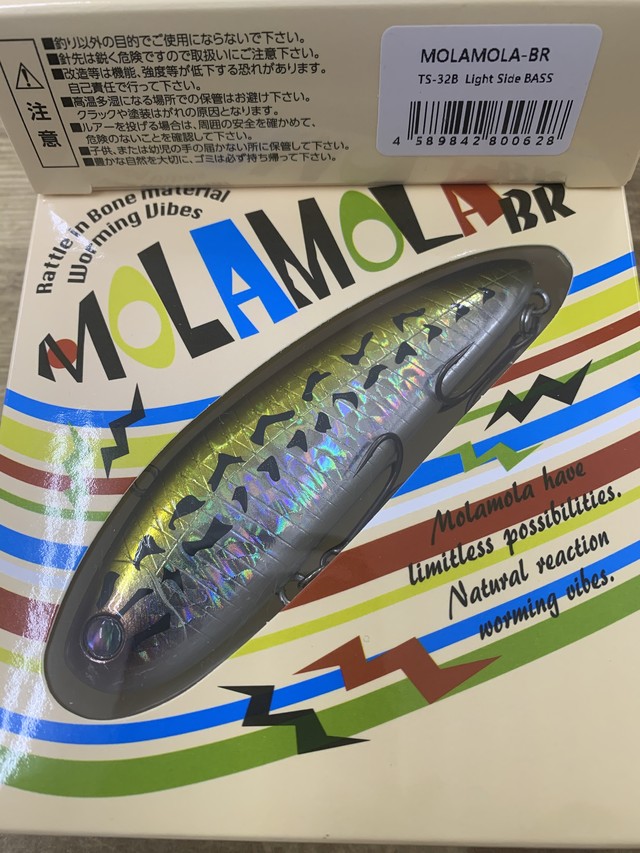 ■釣り以外の目的でご使用にならないで下さい。
■針先は鋭く危険ですので取扱いにご注意下さい。
■改造等は機能、強度等が低下する恐れがあります。
自己責任で行って下さい。
■高温多湿になる場所での保管はお避け下さい。
クラックや塗装はがれの原因となります。
■ルアーを投げる場合は、周囲の安全を確かめて、
危険のないことを確認して下さい。
■子供、または幼児の手の届かない所に保管して下さい。
■豊かな自然を大切に、ゴミは必ず持ち帰って下さい。
注意
MOLAMOLA-BR
TS-32B Light Side BASS
4 589842 800628
Rattle in Bone material
Worming Vibes
MOLAMOLA BR
Molamola have
limitless possibilities.
Natural reaction
worming vibes.